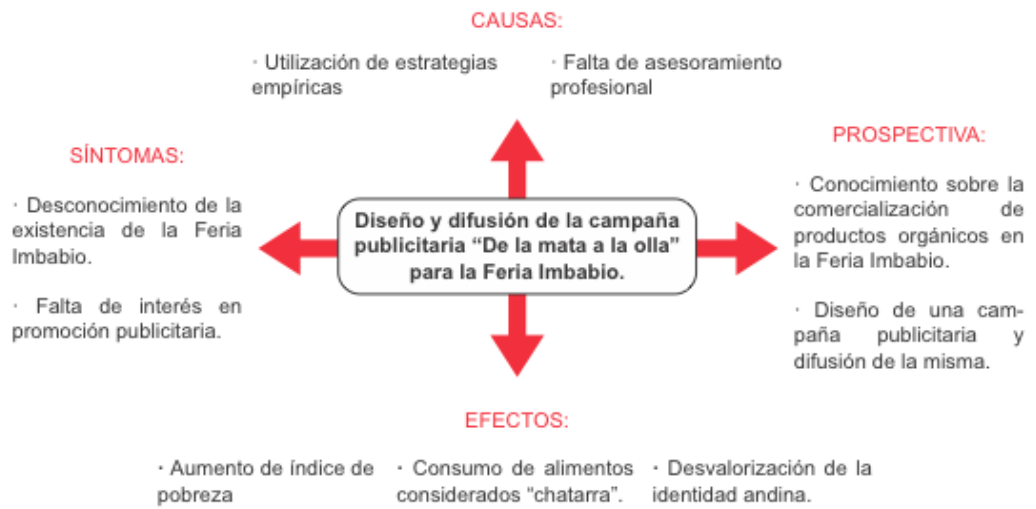 CAUSAS:
· Utilización de estrategias
empíricas
· Falta de asesoramiento
profesional
SÍNTOMAS:
· Desconocimiento de la
existencia de la Feria
Imbabio.
· Falta de interés en
promoción publicitaria.
Diseño y difusión de la campaña
publicitaria “De la mata a la olla”
para la Feria Imbabio.
PROSPECTIVA:
· Conocimiento sobre la
comercialización de
productos orgánicos en
la Feria Imbabio.
· Diseño de una cam-
paña publicitaria y
difusión de la misma.
EFECTOS:
· Aumento de índice de
pobreza
· Consumo de alimentos
considerados “chatarra”.
· Desvalorización de la
identidad andina.